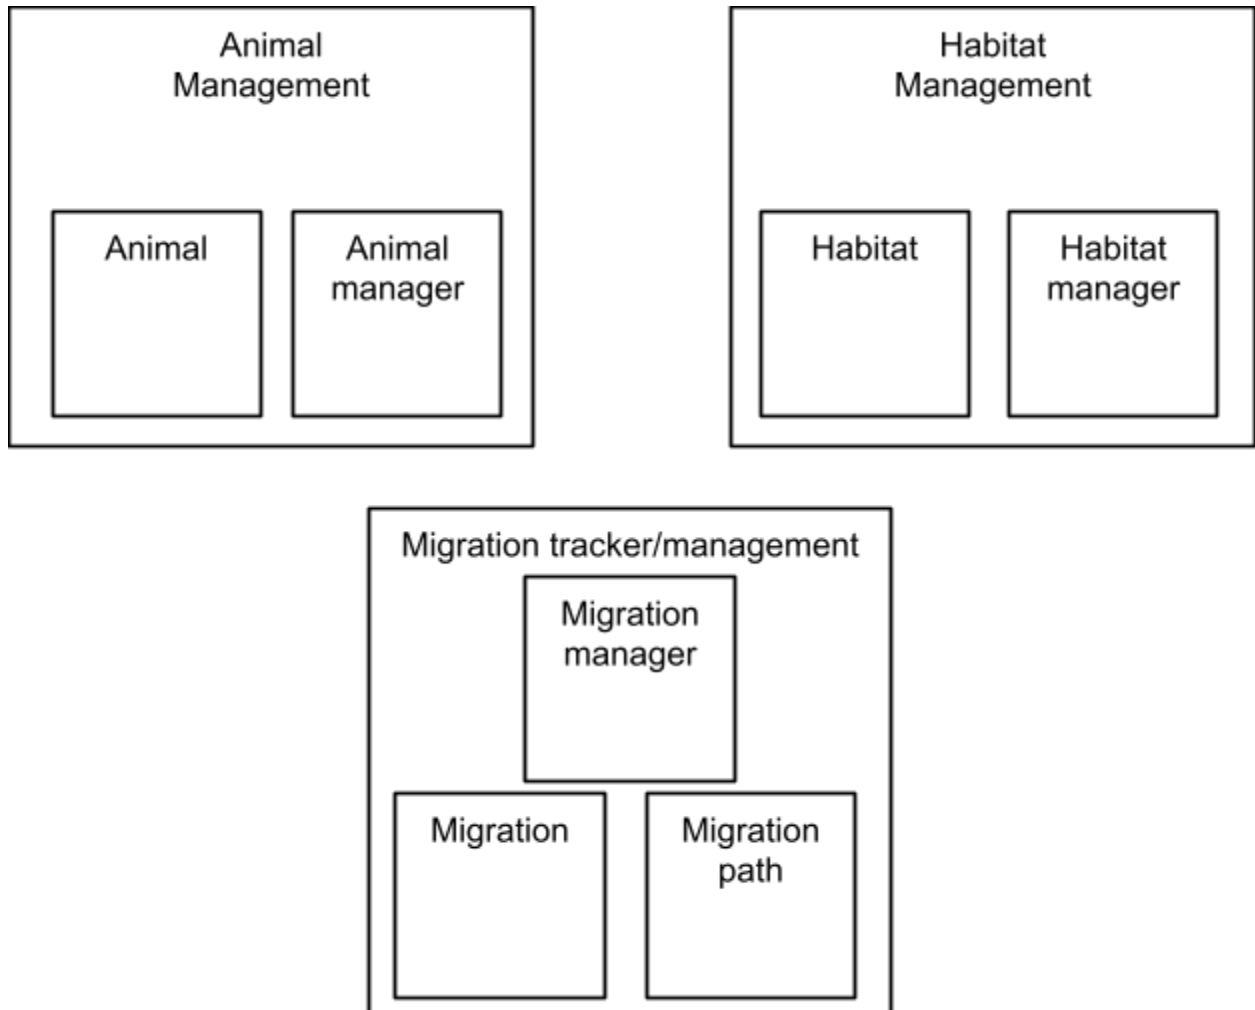 Animal
Management
Animal
Animal
manager
Habitat
Management
Habitat
Habitat
manager
Migration tracker/management
Migration
manager
Migration
Migration
path